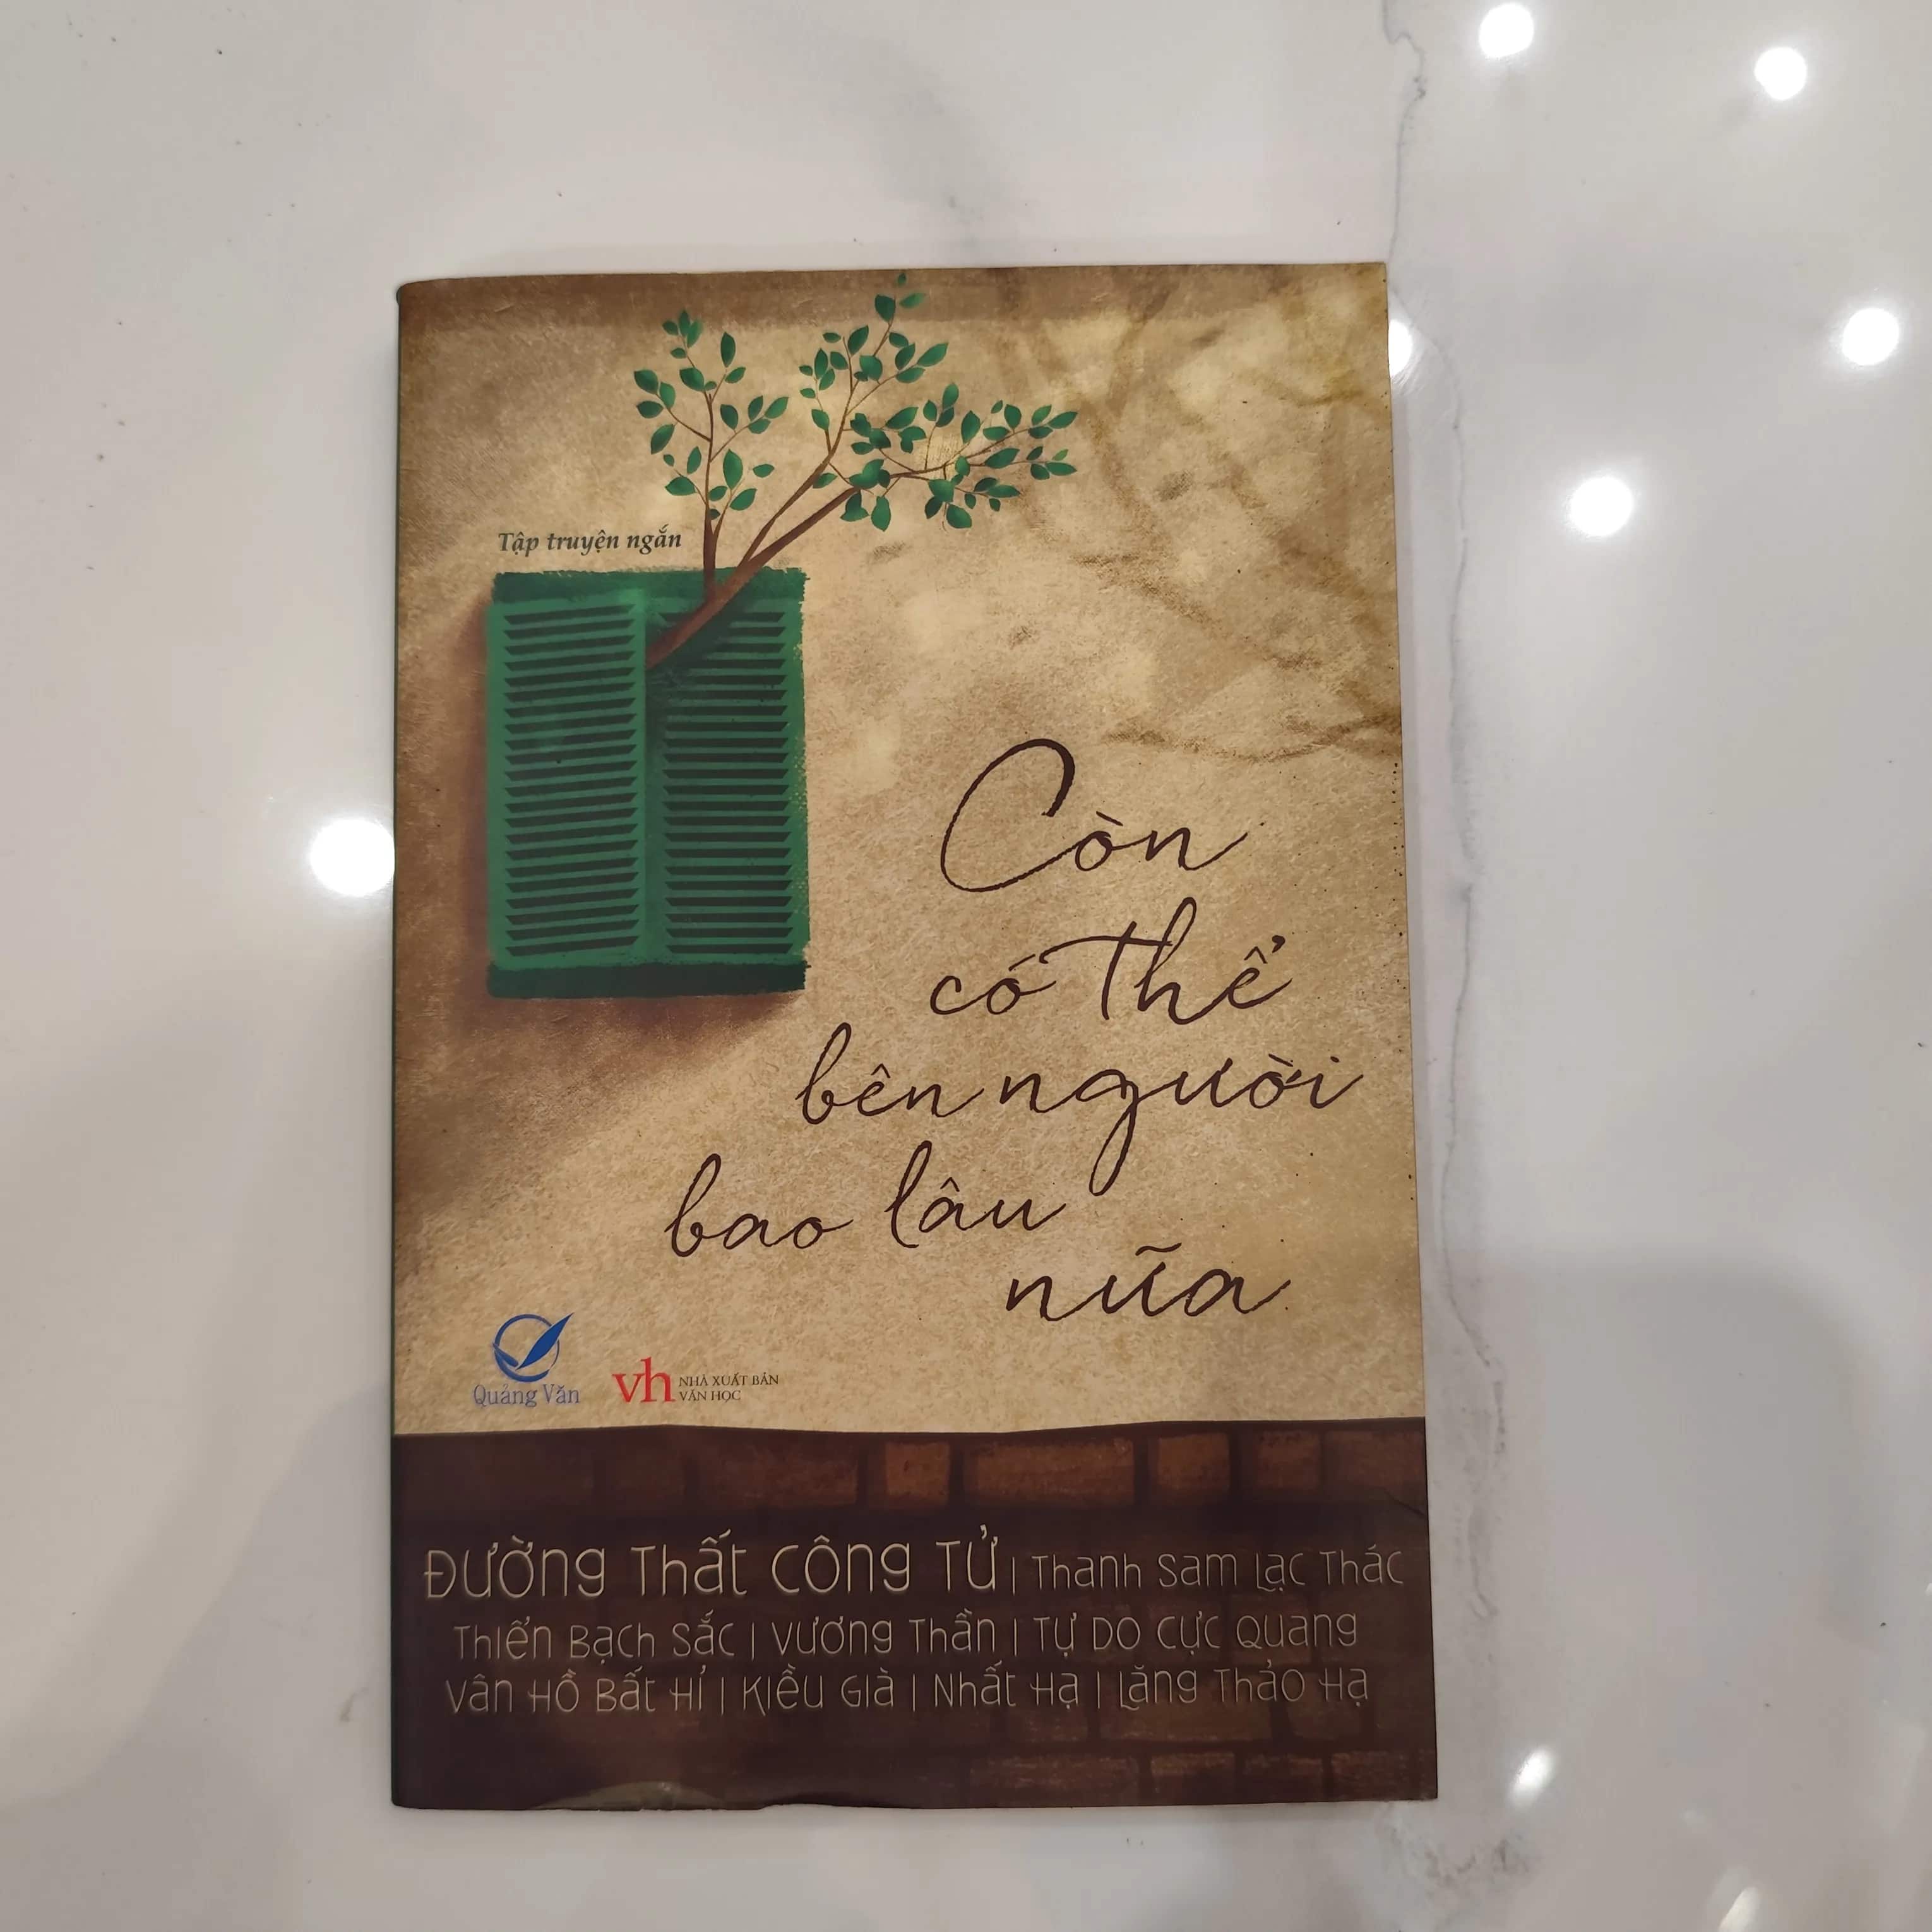 Tập truyện ngắn
Còn
có thể
bên người
bao lâu
nữa
Quảng Văn
vh NHÀ XUẤT BẢN
VĂN HỌC
ĐƯỜNG THẤT CÔNG TỬ | THANH SAM LẠC THÁC
THIỂN BẠCH SẮC | VƯƠNG THẦN | TỰ DO CỰC QUANG
VÂN HỒ BẤT HỈ | KIỀU GIÀ | NHẤT HẠ | LĂNG THẢO HẠ